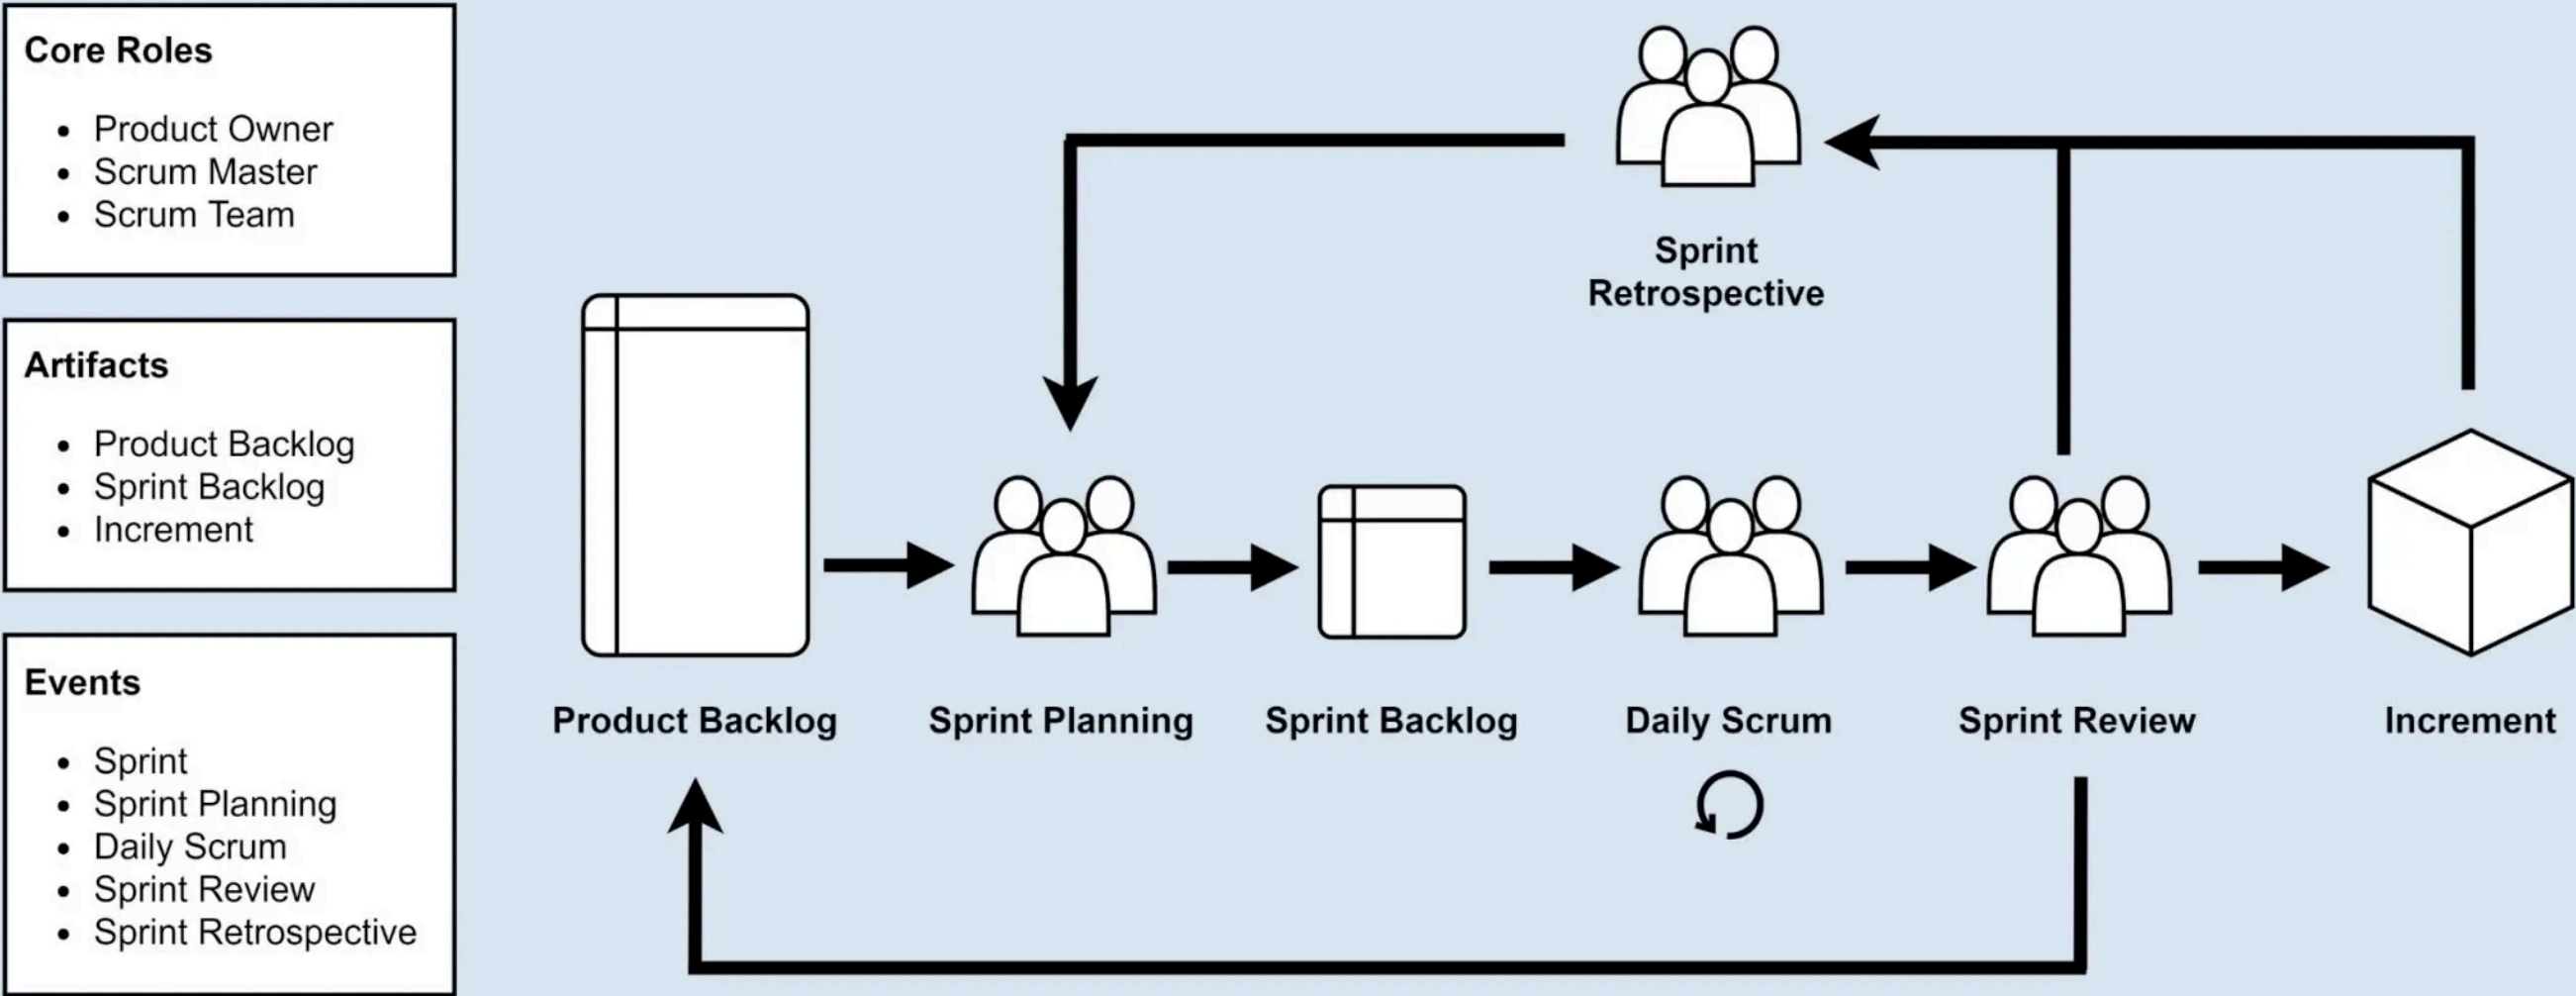 Core Roles
Product Owner
Scrum Master
Scrum Team
Artifacts
Product Backlog
Sprint Backlog
Increment
Events
Sprint
Sprint Planning
Daily Scrum
Sprint Review
Sprint Retrospective
Sprint
Retrospective
Product Backlog
Sprint Planning
Sprint Backlog
Daily Scrum
Sprint Review
Increment